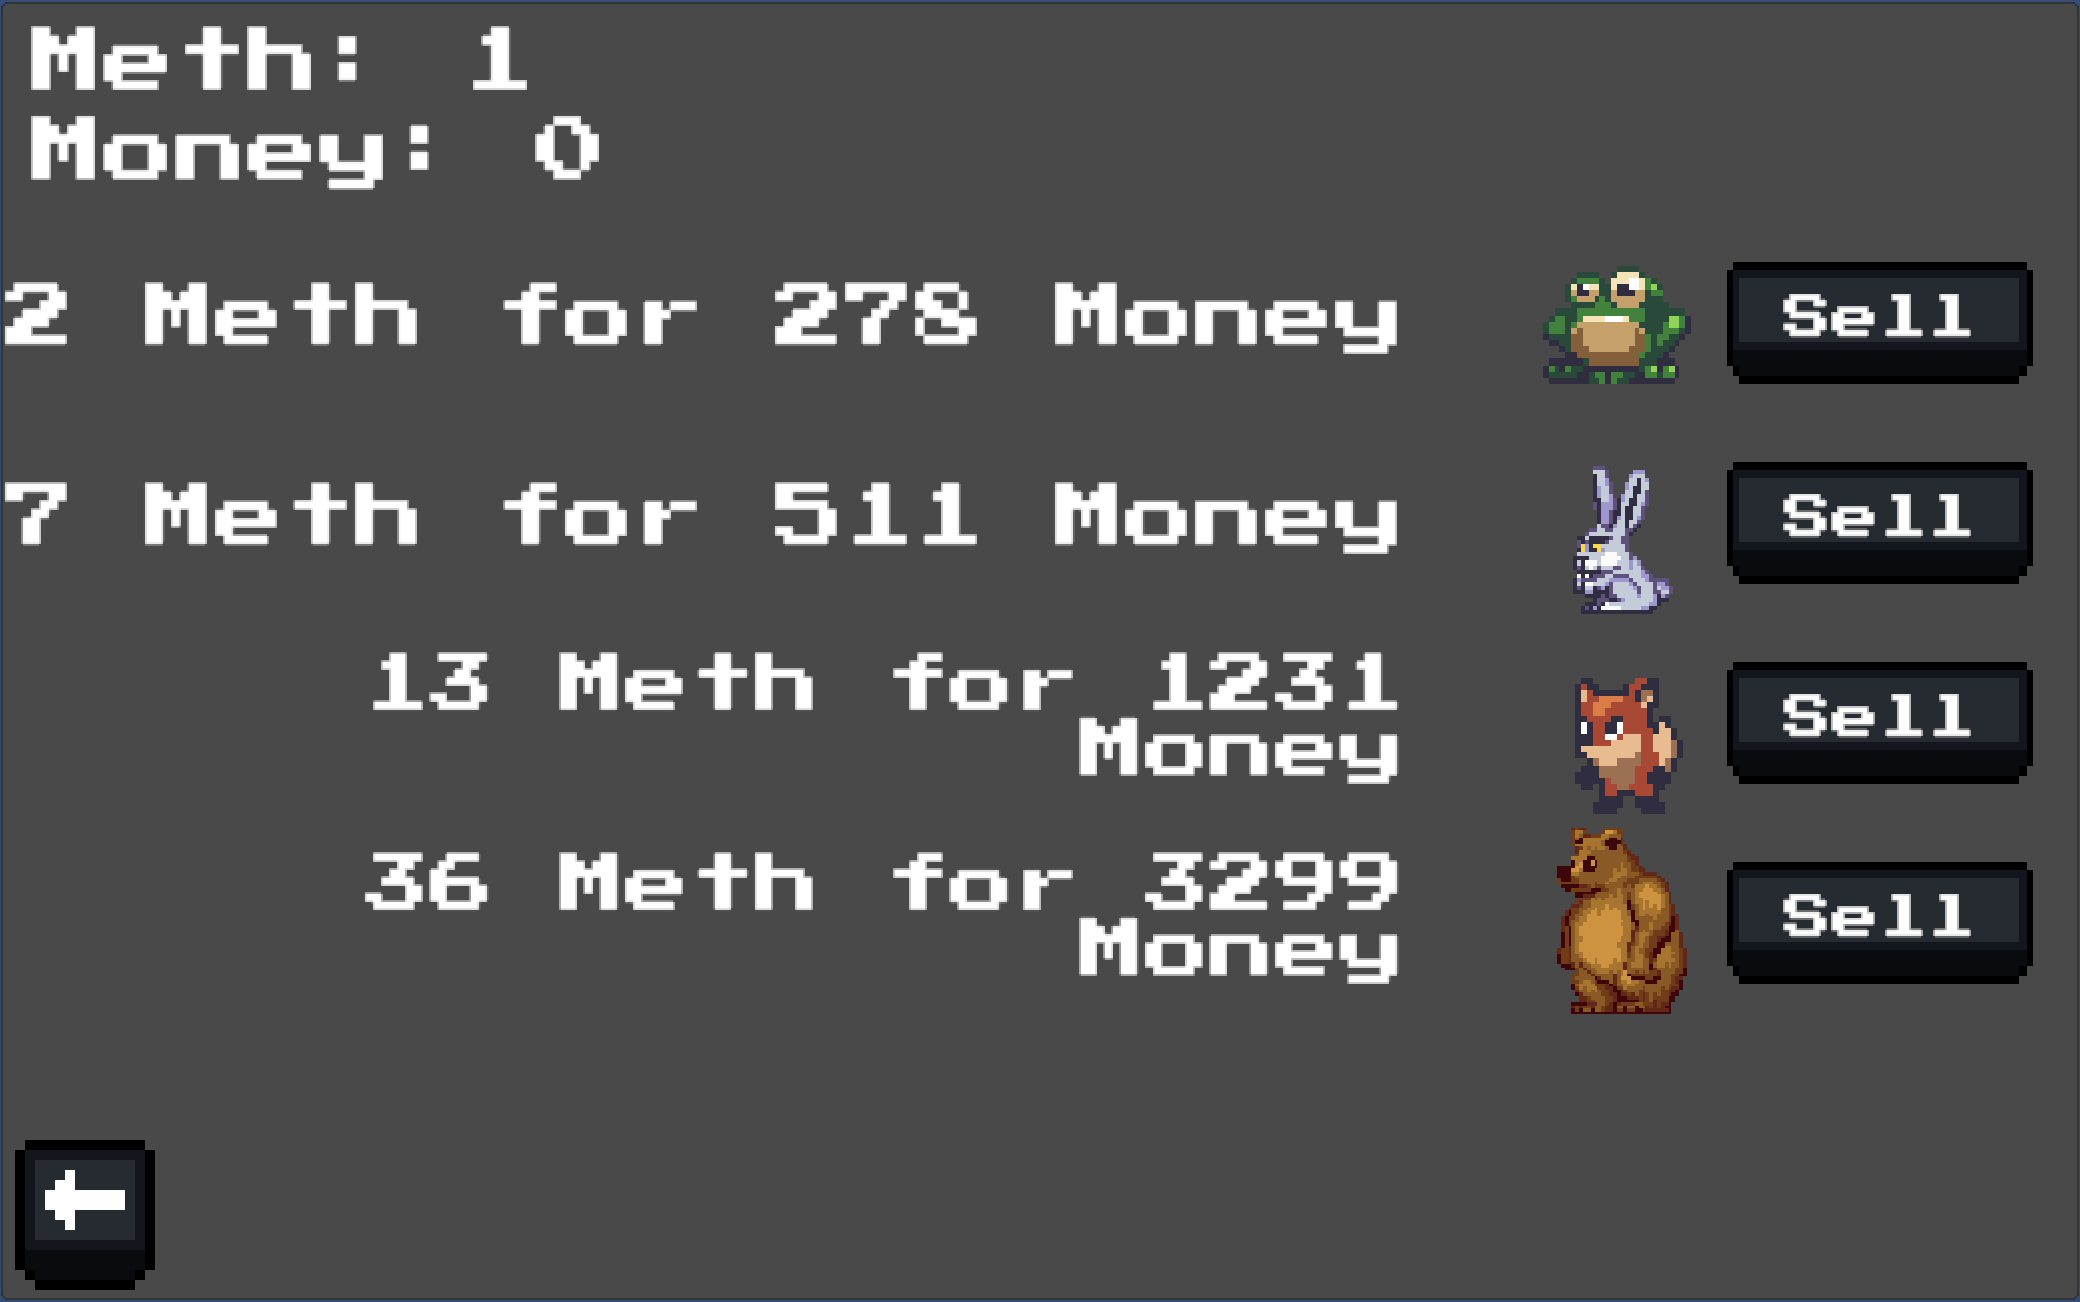 Meth: 1
Money: 0
2 Meth for 278 Money
Sell
7 Meth for 511 Money
Sell
13 Meth for 1231
Money
Sell
36 Meth for 3299
Money
Sell